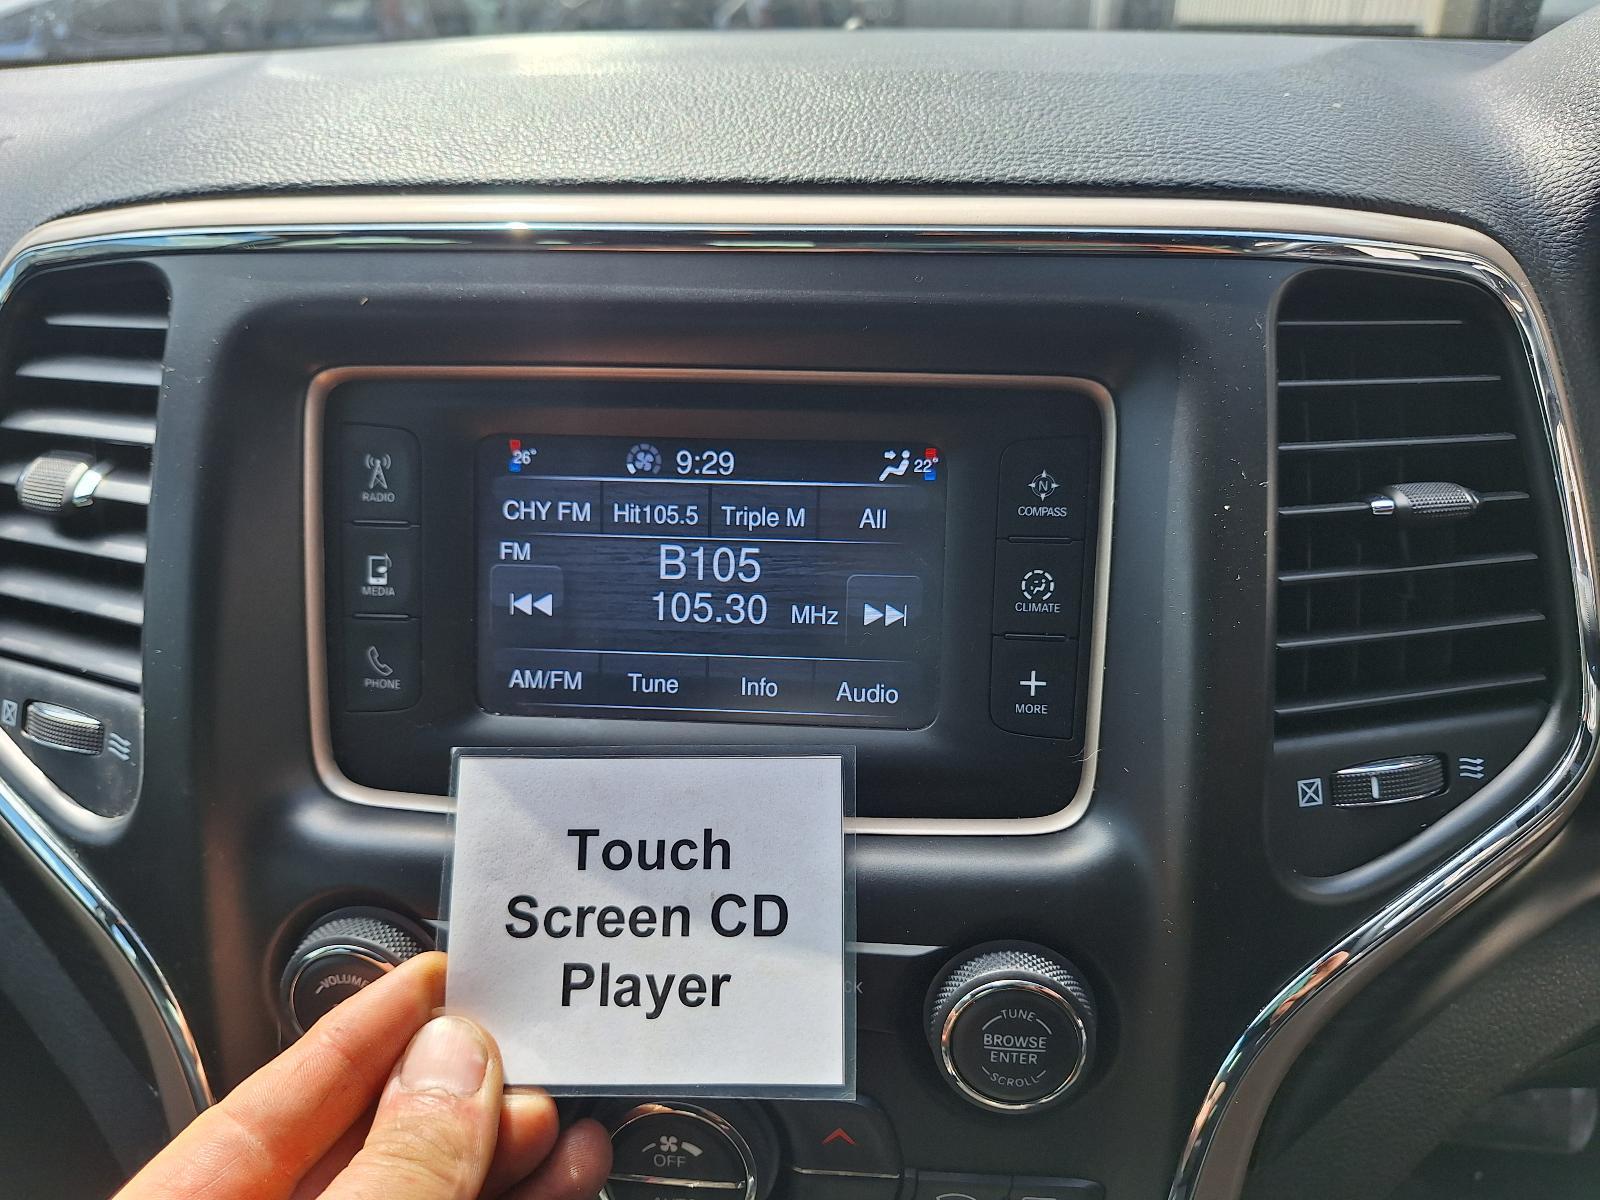 26° 9:29 22°
CHY FM Hit105.5 Triple M All
FM B105
105.30 MHz
AM/FM Tune Info Audio
RADIO
MEDIA
PHONE
N
COMPASS
CLIMATE
MORE
Touch
Screen CD
Player
VOLUME
TUNE
BROWSE
ENTER
SCROLL
OFF